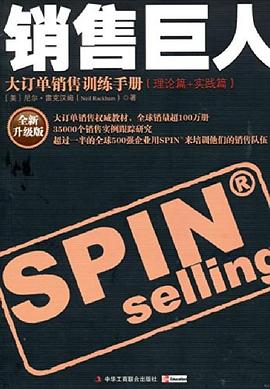 销售巨人
大订单销售训练手册（理论篇+实践篇）
［美］尼尔·雷克汉姆（Neil Rackham）◎著
全新
升级版
大订单销售权威教材、全球销量超100万册
35000个销售实例跟踪研究
超过一半的全球500强企业用SPIN®来培训他们的销售队伍
SPIN®
selling
中华工商联合出版社
Education